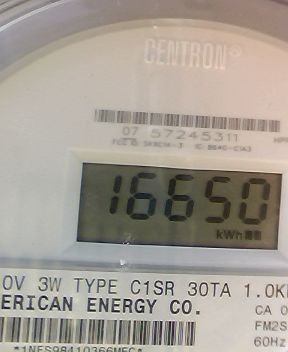 CENTRON®
07 57245311
16650
kWh
0V 3W TYPE C1SR 30TA 1.0K
ERICAN ENERGY CO.
CA 0
FM2S
60Hz